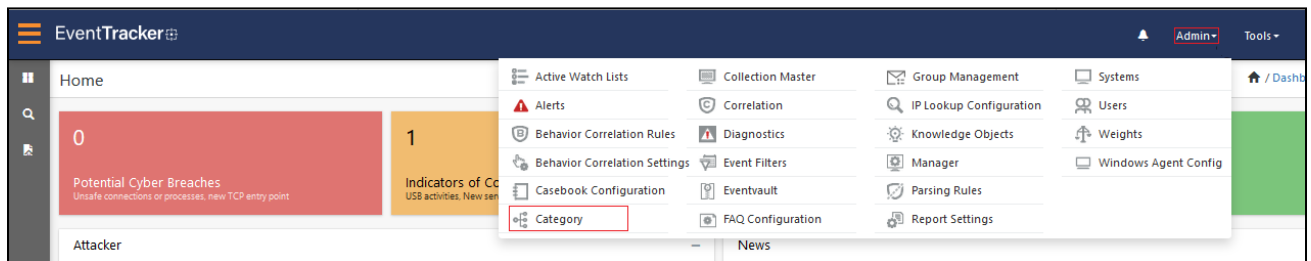 EventTracker
Admin
Tools
Home
/ Dashb
Active Watch Lists
Collection Master
Group Management
Systems
Alerts
Correlation
IP Lookup Configuration
Users
Behavior Correlation Rules
Diagnostics
Knowledge Objects
Weights
Behavior Correlation Settings
Event Filters
Manager
Windows Agent Config
Casebook Configuration
Eventvault
Parsing Rules
Category
FAQ Configuration
Report Settings
0
Potential Cyber Breaches
Unsafe connections or processes, new TCP entry point
1
Indicators of Co
USB activities, New ser
Attacker
News